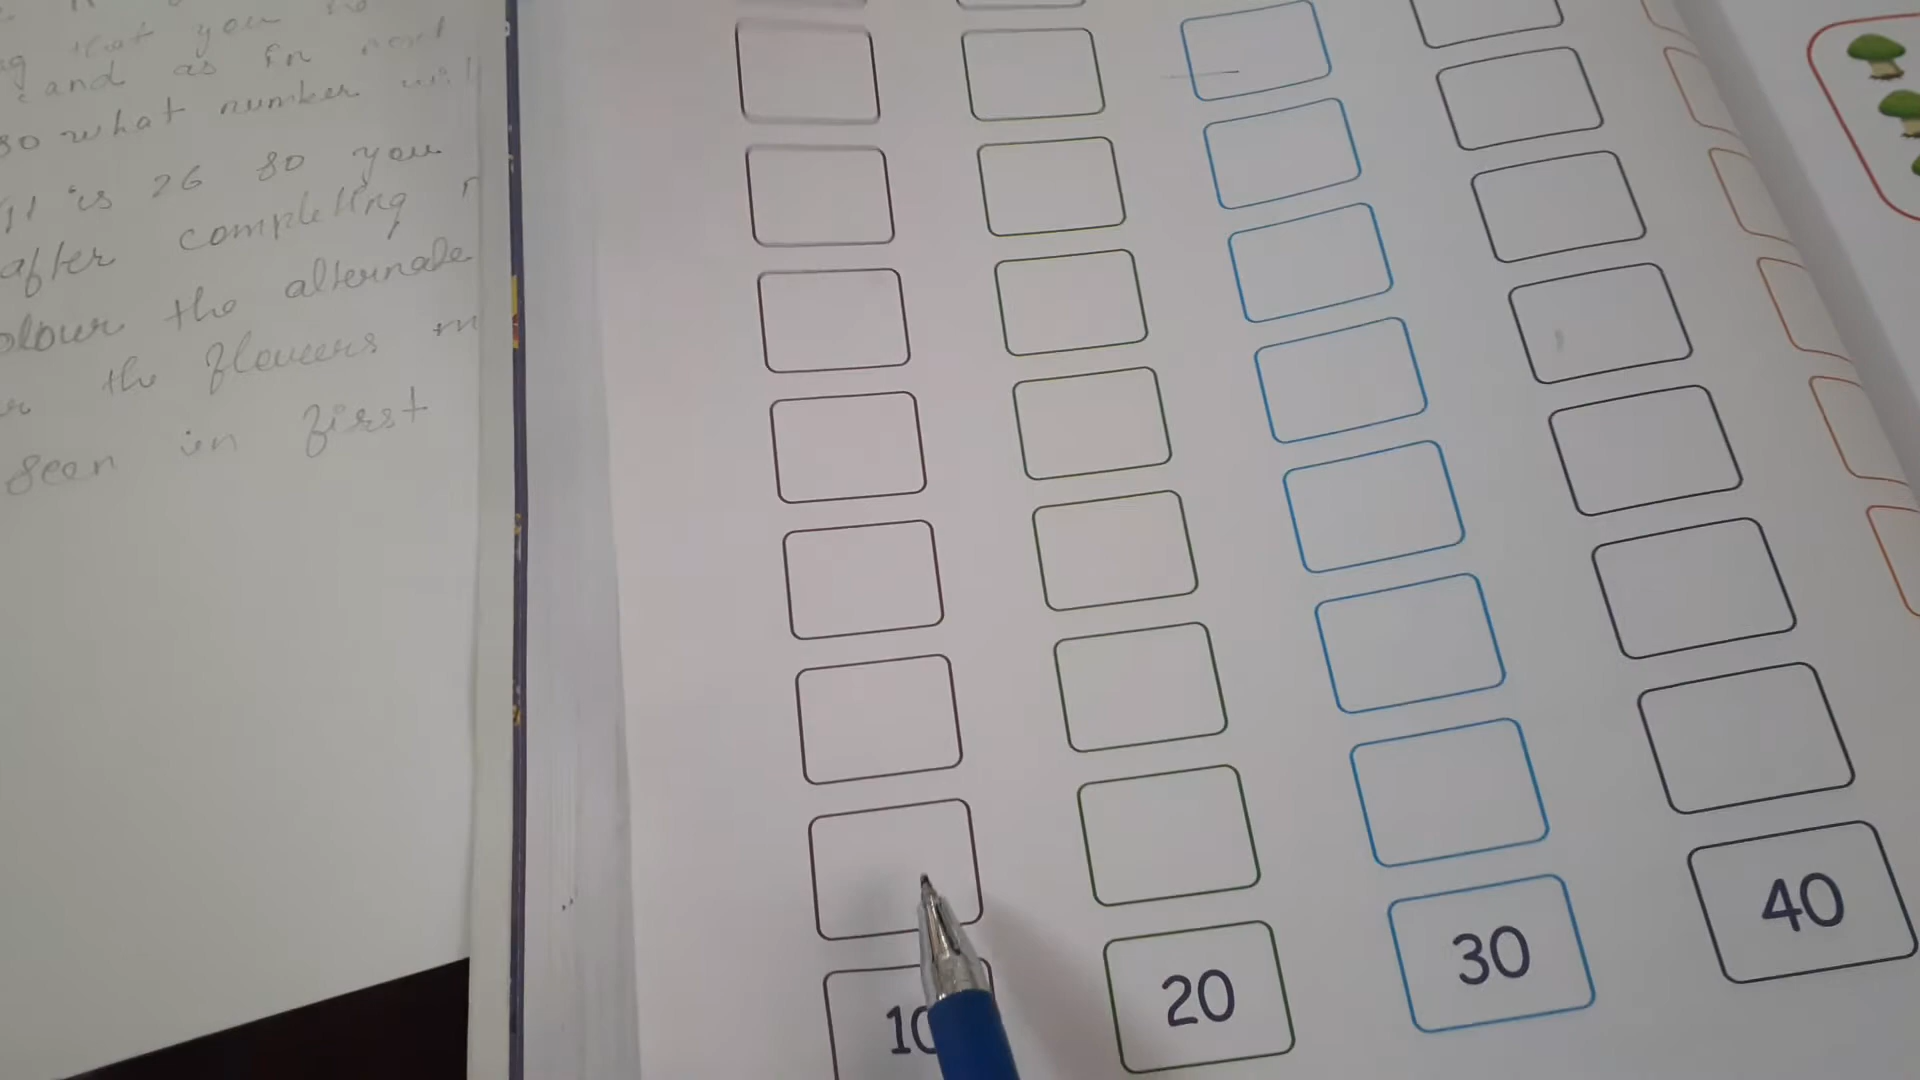 that you
and as in next
so what number will
it is 26 so you
after completing
colour the alternate
the flowers
seen in first
10
20
30
40